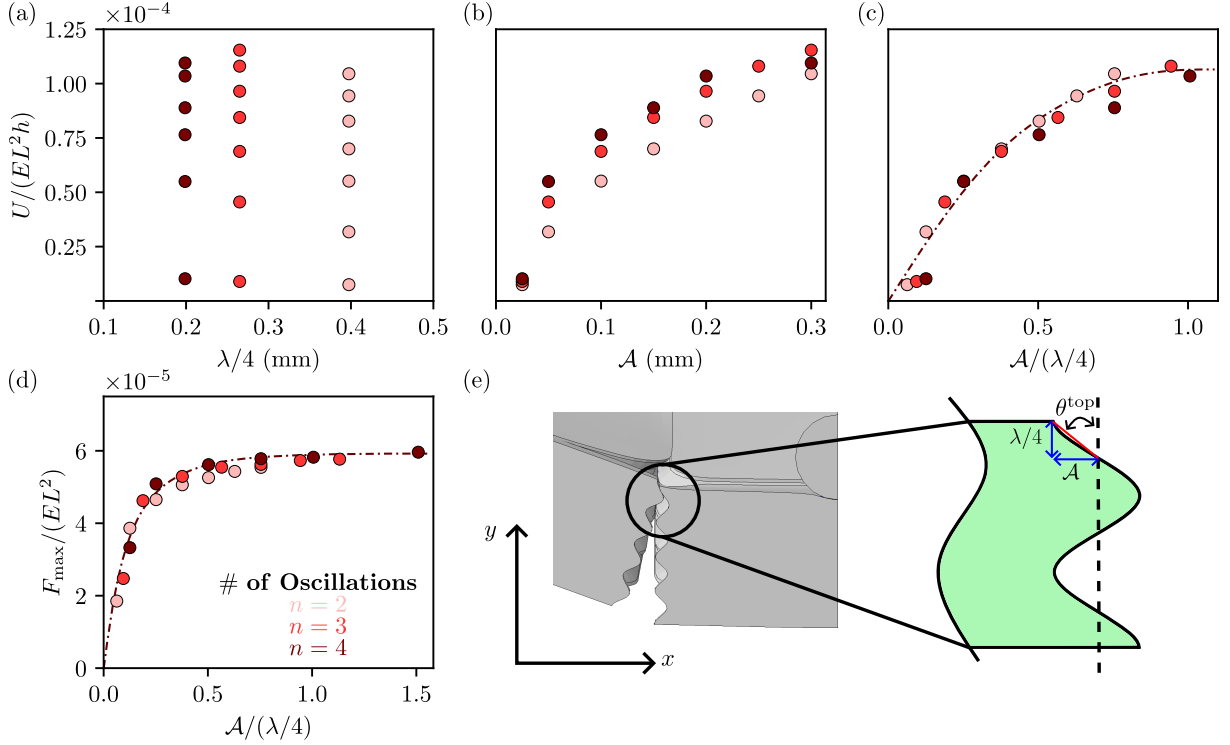 (a)
×10⁻⁴
U/(EL²h)
1.25
1.00
0.75
0.50
0.25
0.1 0.2 0.3 0.4 0.5
λ/4 (mm)
(b)
0.0 0.1 0.2 0.3
𝒜 (mm)
(c)
0.0 0.5 1.0
𝒜/(λ/4)
(d)
×10⁻⁵
F_max/(EL²)
6
4
2
0
# of Oscillations
n = 2
n = 3
n = 4
0.0 0.5 1.0 1.5
𝒜/(λ/4)
(e)
y
x
θ^top
λ/4
𝒜